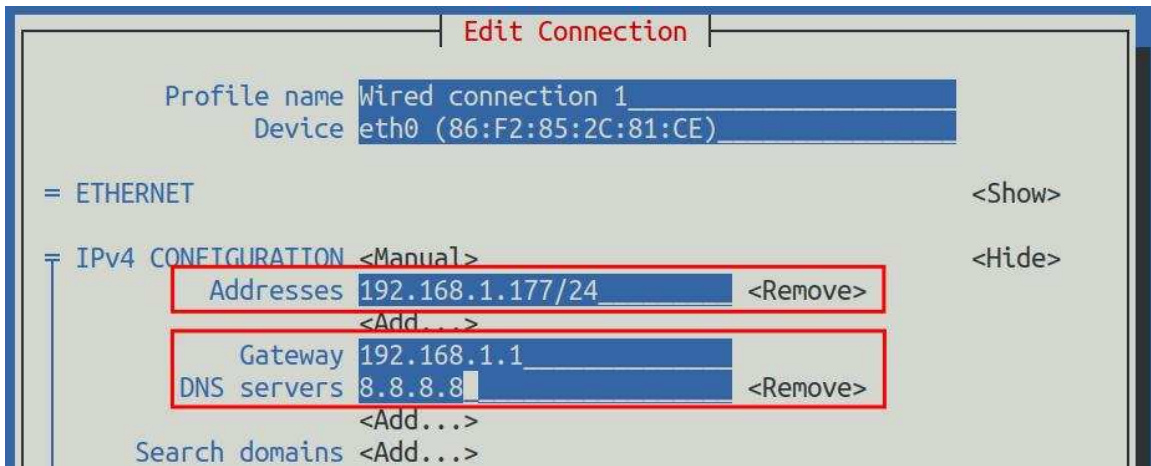 Edit Connection
Profile name Wired connection 1
Device eth0 (86:F2:85:2C:81:CE)
= ETHERNET <Show>
IPv4 CONFIGURATION <Manual> <Hide>
Addresses 192.168.1.177/24 <Remove>
<Add...>
Gateway 192.168.1.1
DNS servers 8.8.8.8 <Remove>
<Add...>
Search domains <Add...>